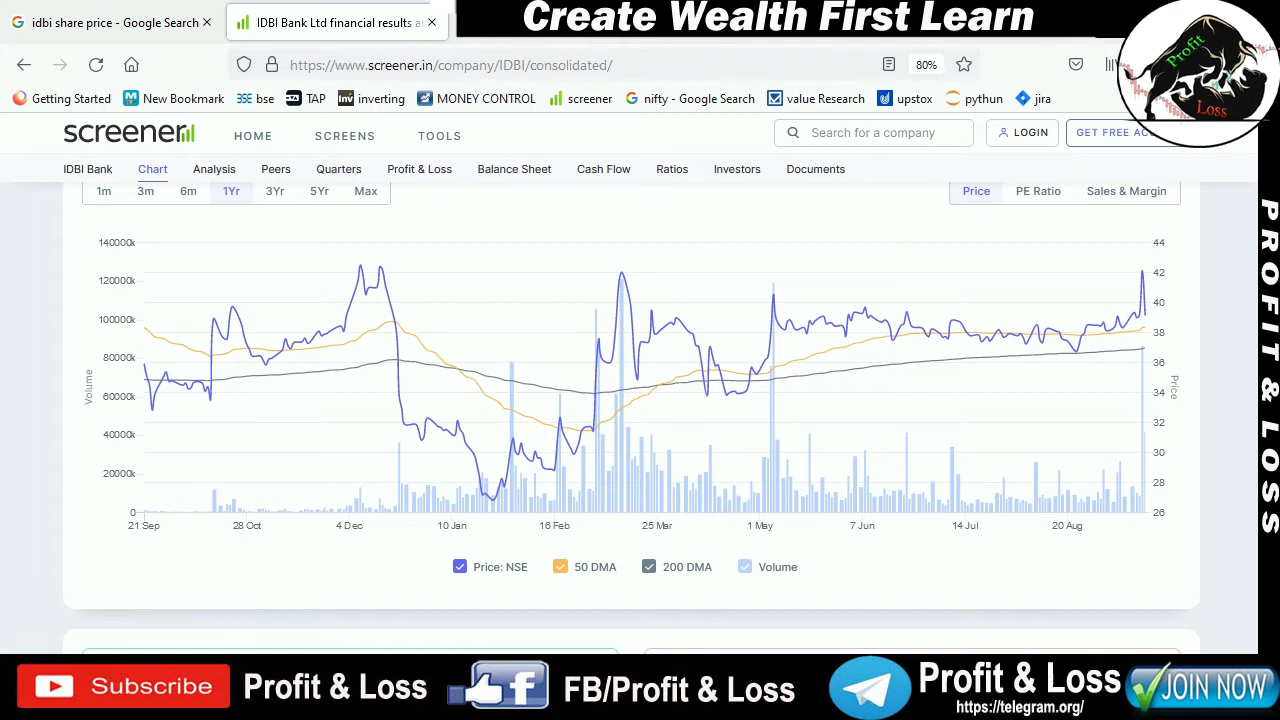 idbi share price - Google Search
IDBI Bank Ltd financial results a
Create Wealth First Learn
https://www.screener.in/company/IDBI/consolidated/
80%
Profit
Loss
Getting Started
New Bookmark
bse
TAP
inverting
MONEY CONTROL
screener
nifty - Google Search
value Research
upstox
pythun
jira
screener
HOME
SCREENS
TOOLS
Search for a company
LOGIN
GET FREE ACC
IDBI Bank
Chart
Analysis
Peers
Quarters
Profit & Loss
Balance Sheet
Cash Flow
Ratios
Investors
Documents
1m
3m
6m
1Yr
3Yr
5Yr
Max
Price
PE Ratio
Sales & Margin
140000k
120000k
100000k
80000k
60000k
40000k
20000k
0
Volume
44
42
40
38
36
34
32
30
28
26
Price
21 Sep
28 Oct
4 Dec
10 Jan
16 Feb
25 Mar
1 May
7 Jun
14 Jul
20 Aug
Price: NSE
50 DMA
200 DMA
Volume
PROFIT & LOSS
Subscribe
Profit & Loss
FB/Profit & Loss
Profit & Loss
https://telegram.org/
JOIN NOW